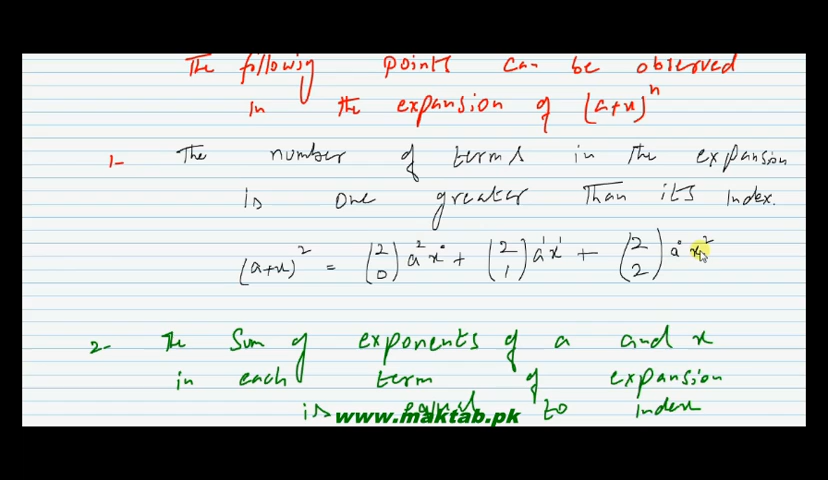 The following points can be observed
in the expansion of (a+x)^n
1- The number of terms in the expansion
is one greater than its index.
(a+x)^2 = (2 0) a^2 x^0 + (2 1) a^1 x^1 + (2 2) a^0 x^2
2- The sum of exponents of a and x
in each term of expansion
is equal to index
www.maktab.pk